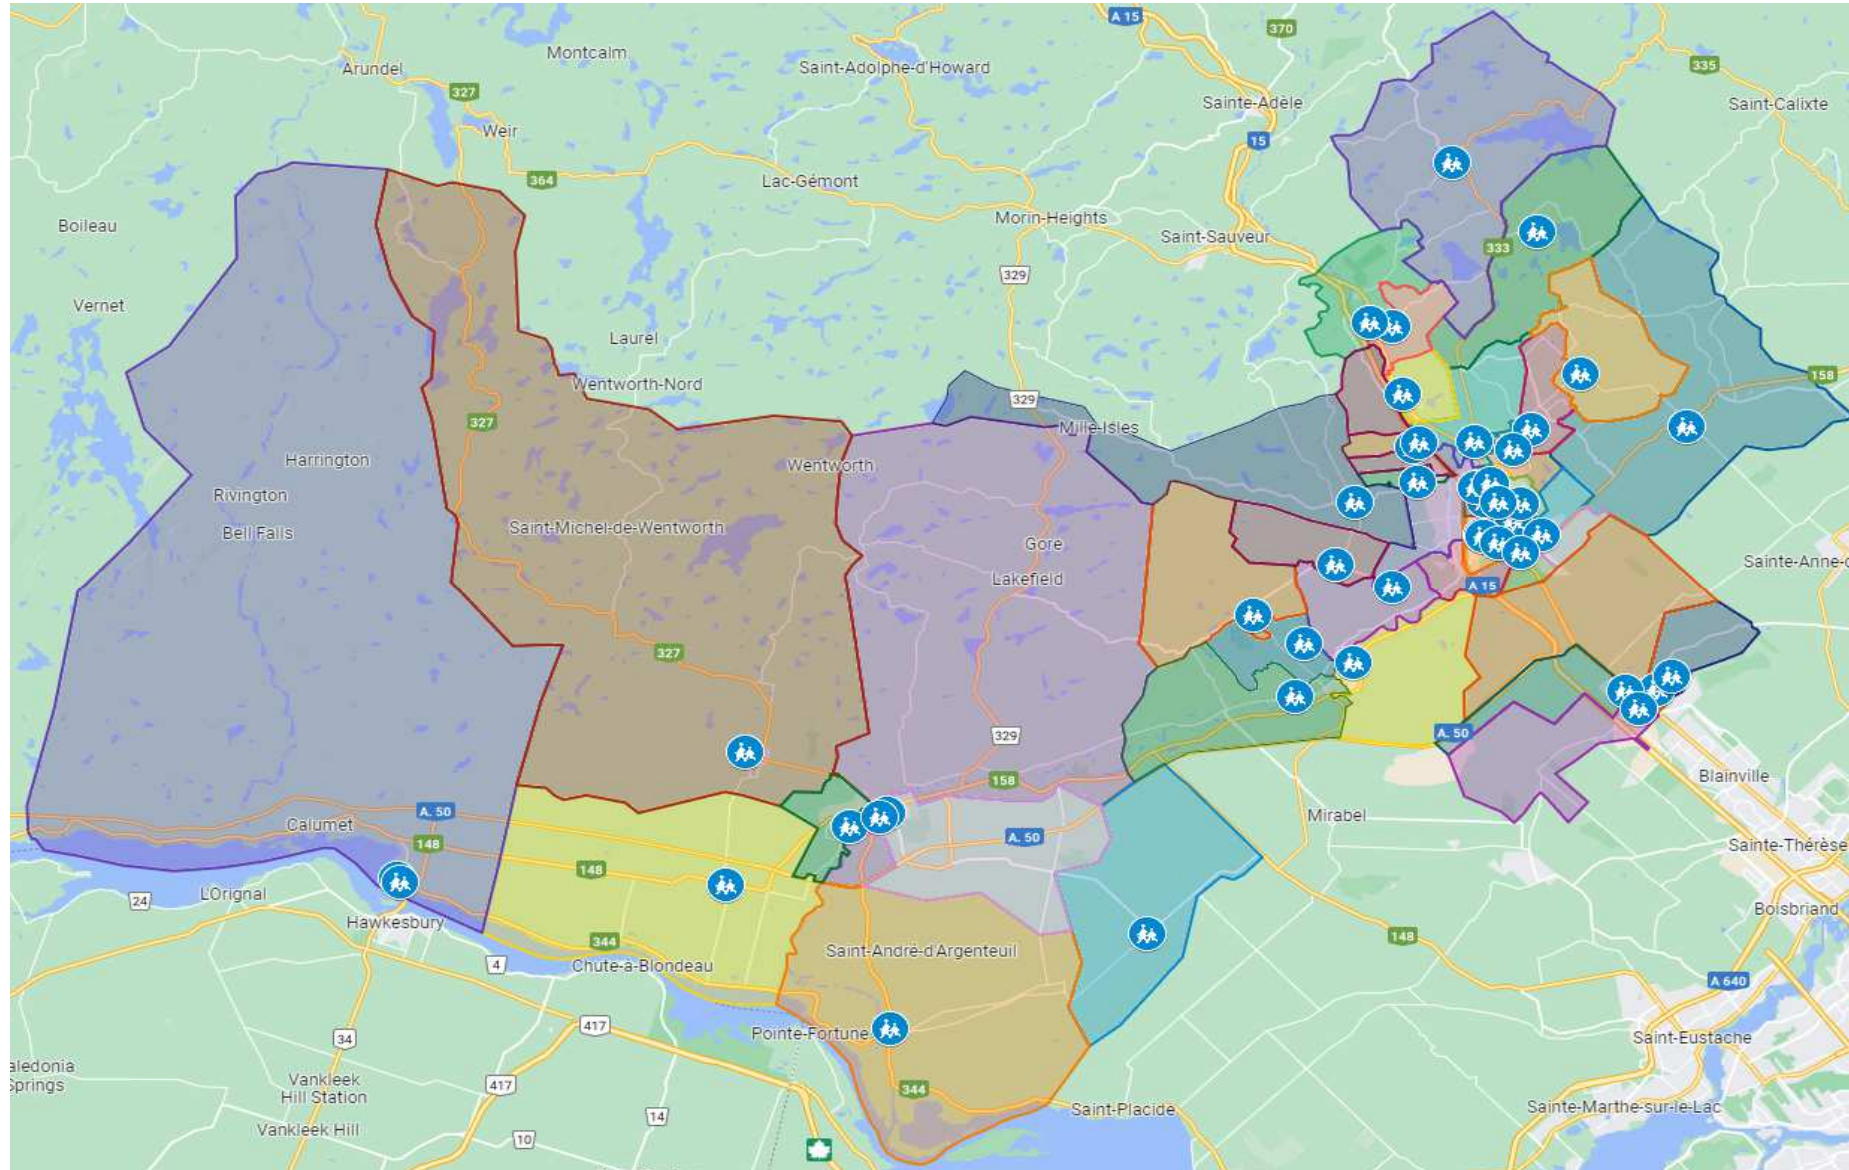 A 15
370
Montcalm
Arundel
Saint-Adolphe-d'Howard
335
327
Sainte-Adèle
Saint-Calixte
Weir
15
364
Lac-Gémont
Boileau
Morin-Heights
Saint-Sauveur
333
329
Vernet
Laurel
158
Wentworth-Nord
329
327
Mille-Isles
Harrington
Wentworth
Rivington
Bell Falls
Saint-Michel-de-Wentworth
Gore
Lakefield
Sainte-Anne-d
A 15
327
329
A. 50
158
Blainville
A. 50
Calumet
148
A. 50
Mirabel
Sainte-Thérèse
148
L'Orignal
24
Hawkesbury
Boisbriand
344
Saint-André-d'Argenteuil
148
4
Chute-à-Blondeau
A 640
417
Pointe-Fortune
34
Saint-Eustache
aledonia
Springs
Vankleek
Hill Station
417
344
14
Saint-Placide
Sainte-Marthe-sur-le-Lac
Vankleek Hill
10